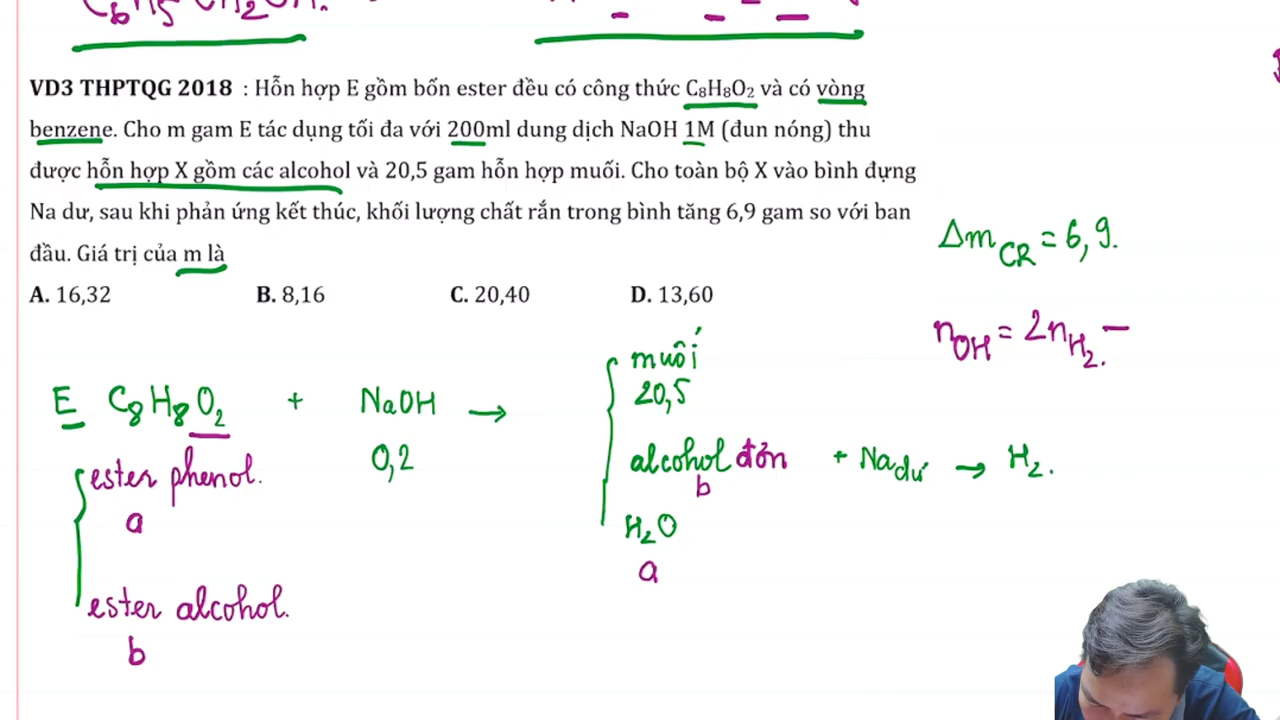 C₆H₅CH₂OH.
VD3 THPTQG 2018 : Hỗn hợp E gồm bốn ester đều có công thức C₈H₈O₂ và có vòng
benzene. Cho m gam E tác dụng tối đa với 200ml dung dịch NaOH 1M (đun nóng) thu
được hỗn hợp X gồm các alcohol và 20,5 gam hỗn hợp muối. Cho toàn bộ X vào bình đựng
Na dư, sau khi phản ứng kết thúc, khối lượng chất rắn trong bình tăng 6,9 gam so với ban
đầu. Giá trị của m là
A. 16,32 B. 8,16 C. 20,40 D. 13,60
Δm CR = 6,9.
n OH = 2n H₂. –
E C₈H₈O₂ + NaOH →
0,2
ester phenol.
a
ester alcohol.
b
muối
20,5
alcohol đơn + Na dư → H₂.
b
H₂O
a